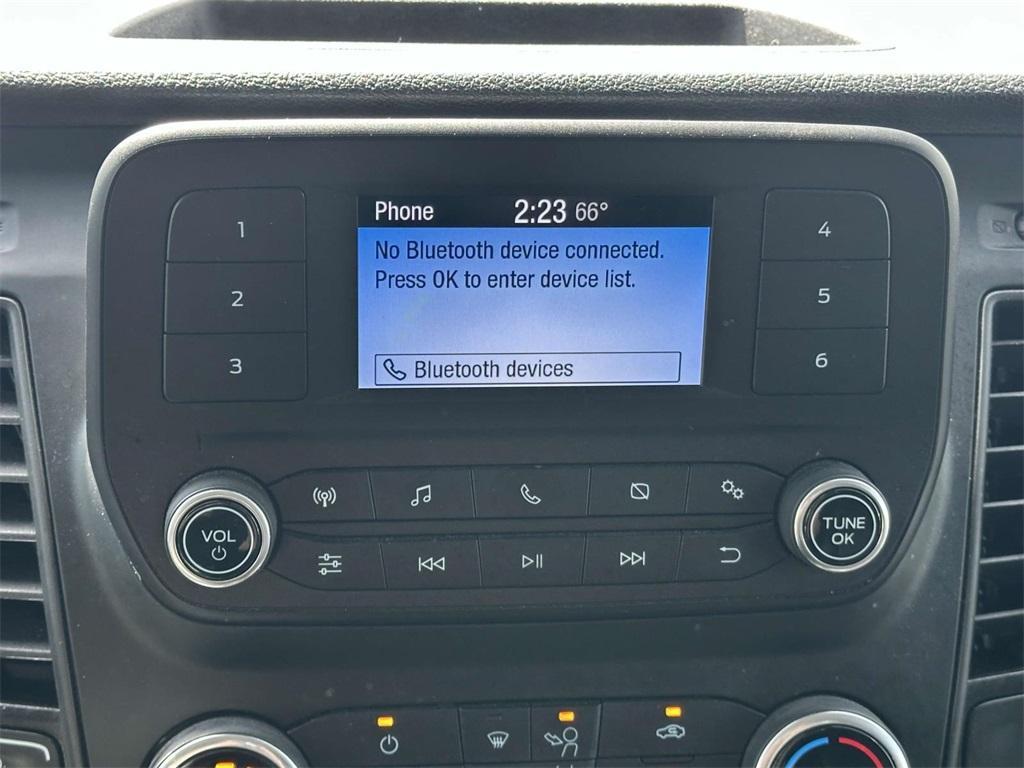 Phone 2:23 66°
No Bluetooth device connected.
Press OK to enter device list.
Bluetooth devices
1
2
3
4
5
6
VOL
TUNE
OK